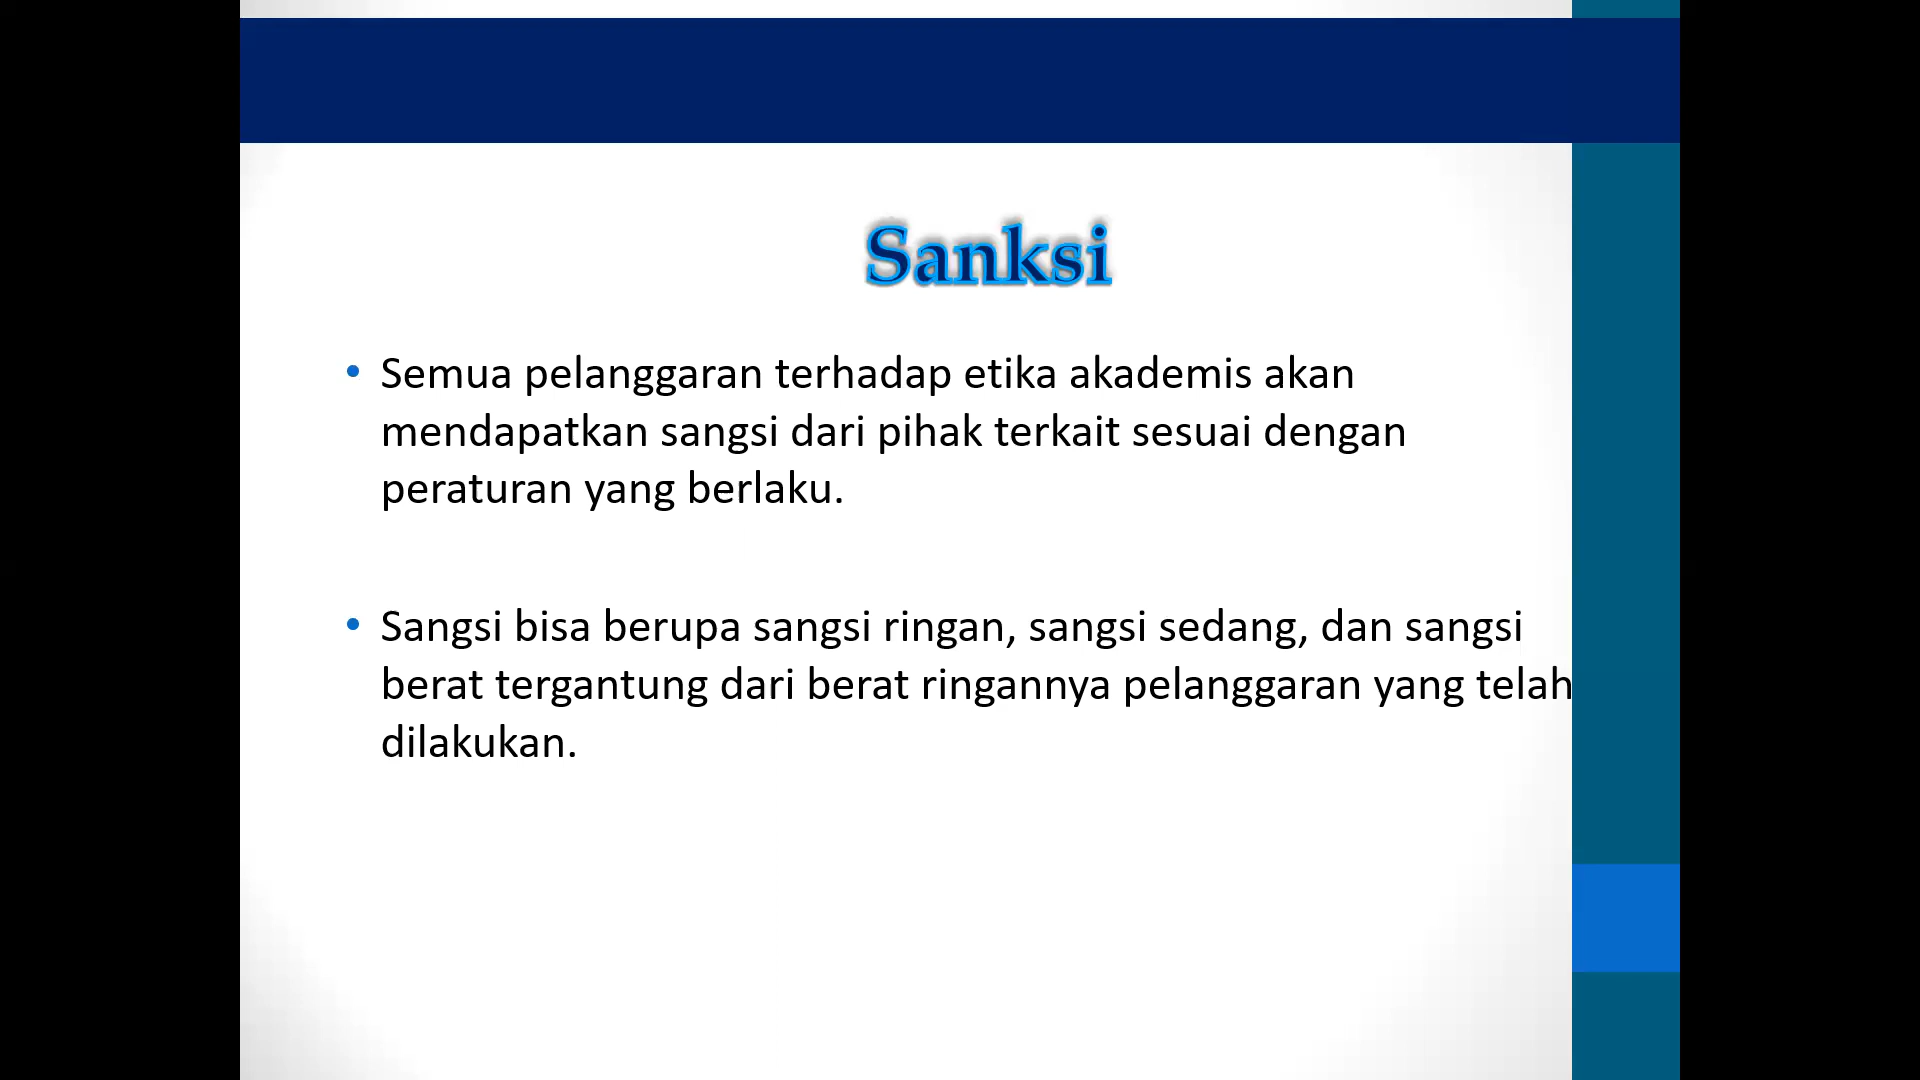 Sanksi
• Semua pelanggaran terhadap etika akademis akan
mendapatkan sangsi dari pihak terkait sesuai dengan
peraturan yang berlaku.
• Sangsi bisa berupa sangsi ringan, sangsi sedang, dan sangsi
berat tergantung dari berat ringannya pelanggaran yang telah
dilakukan.